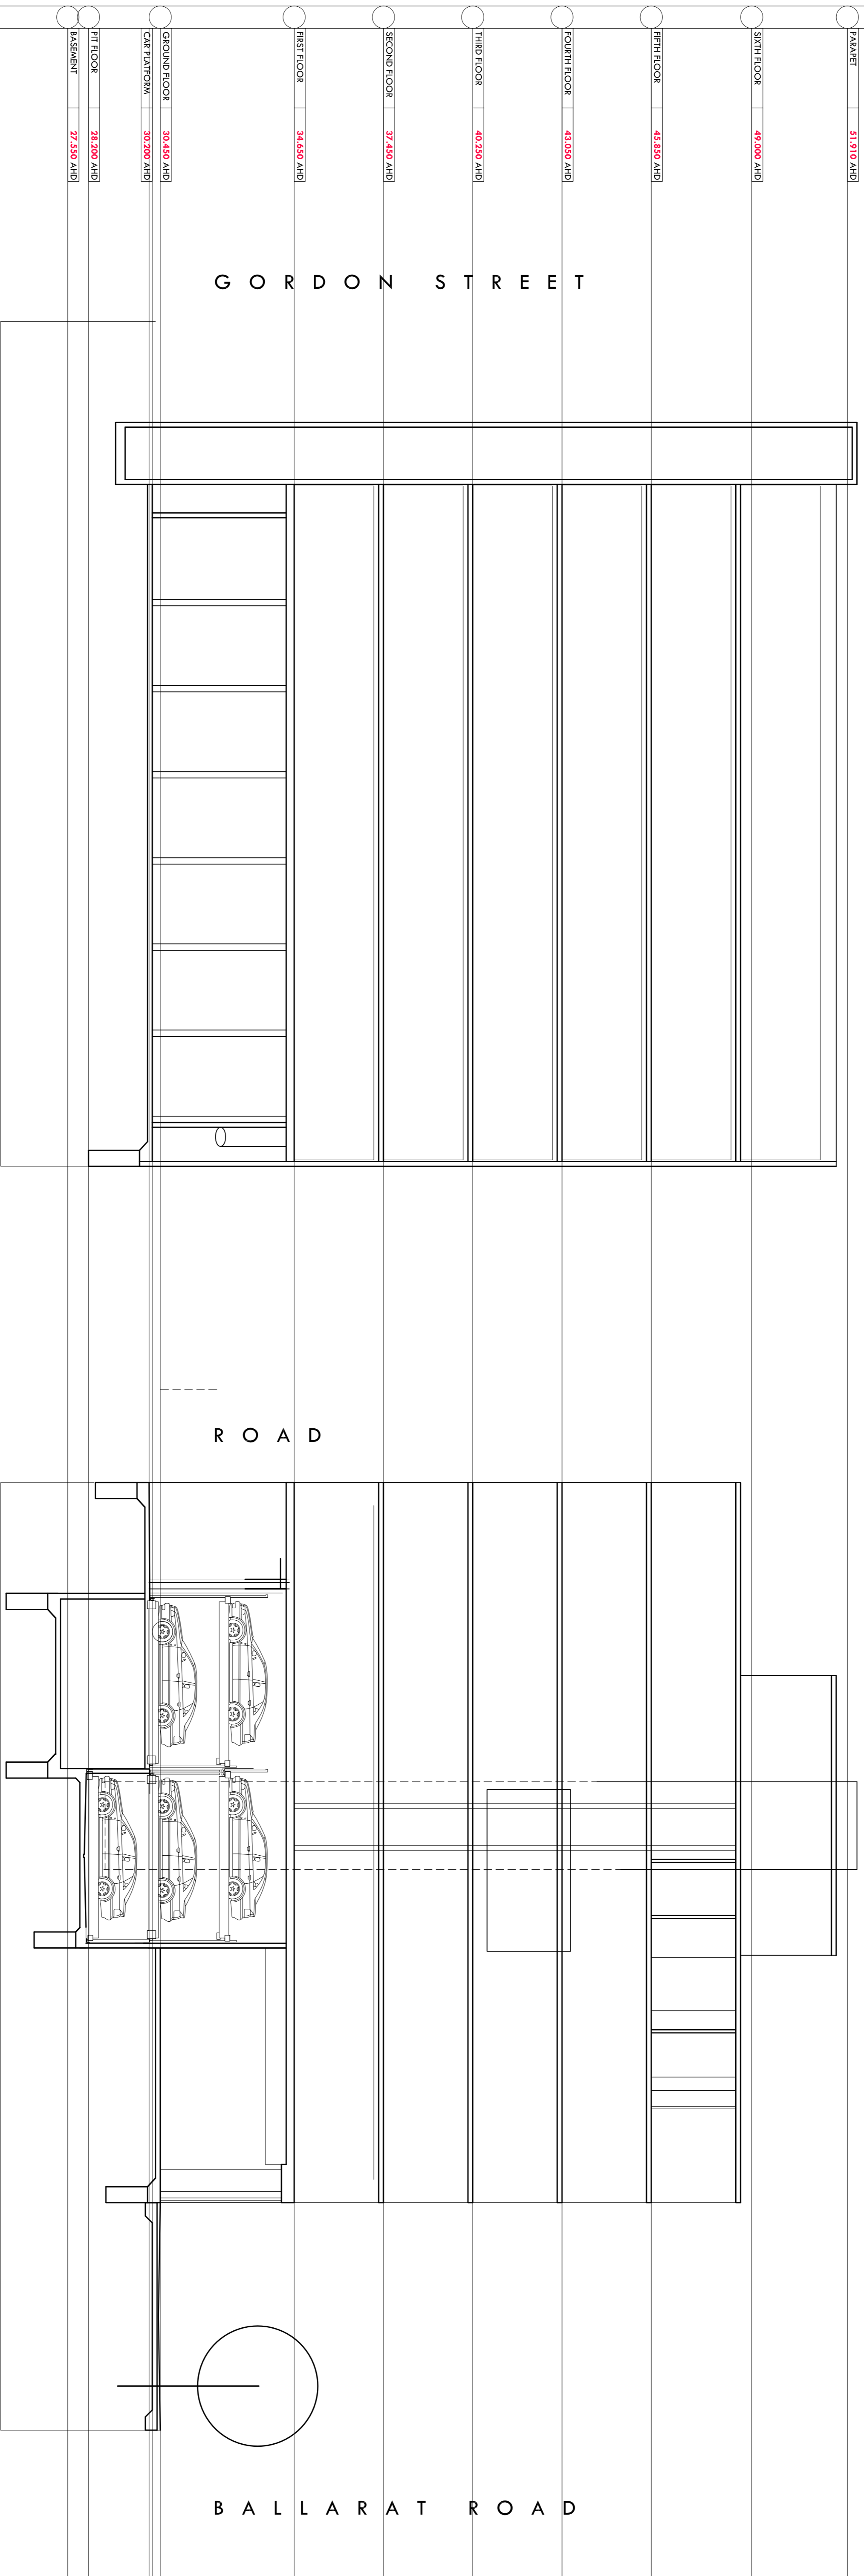 PARAPET 51.910 AHD
SIXTH FLOOR 49.000 AHD
FIFTH FLOOR 45.850 AHD
FOURTH FLOOR 43.050 AHD
THIRD FLOOR 40.250 AHD
SECOND FLOOR 37.450 AHD
FIRST FLOOR 34.650 AHD
GROUND FLOOR 30.450 AHD
CAR PLATFORM 30.200 AHD
PIT FLOOR 28.200 AHD
BASEMENT 27.550 AHD
GORDON STREET
ROAD
BALLARAT ROAD